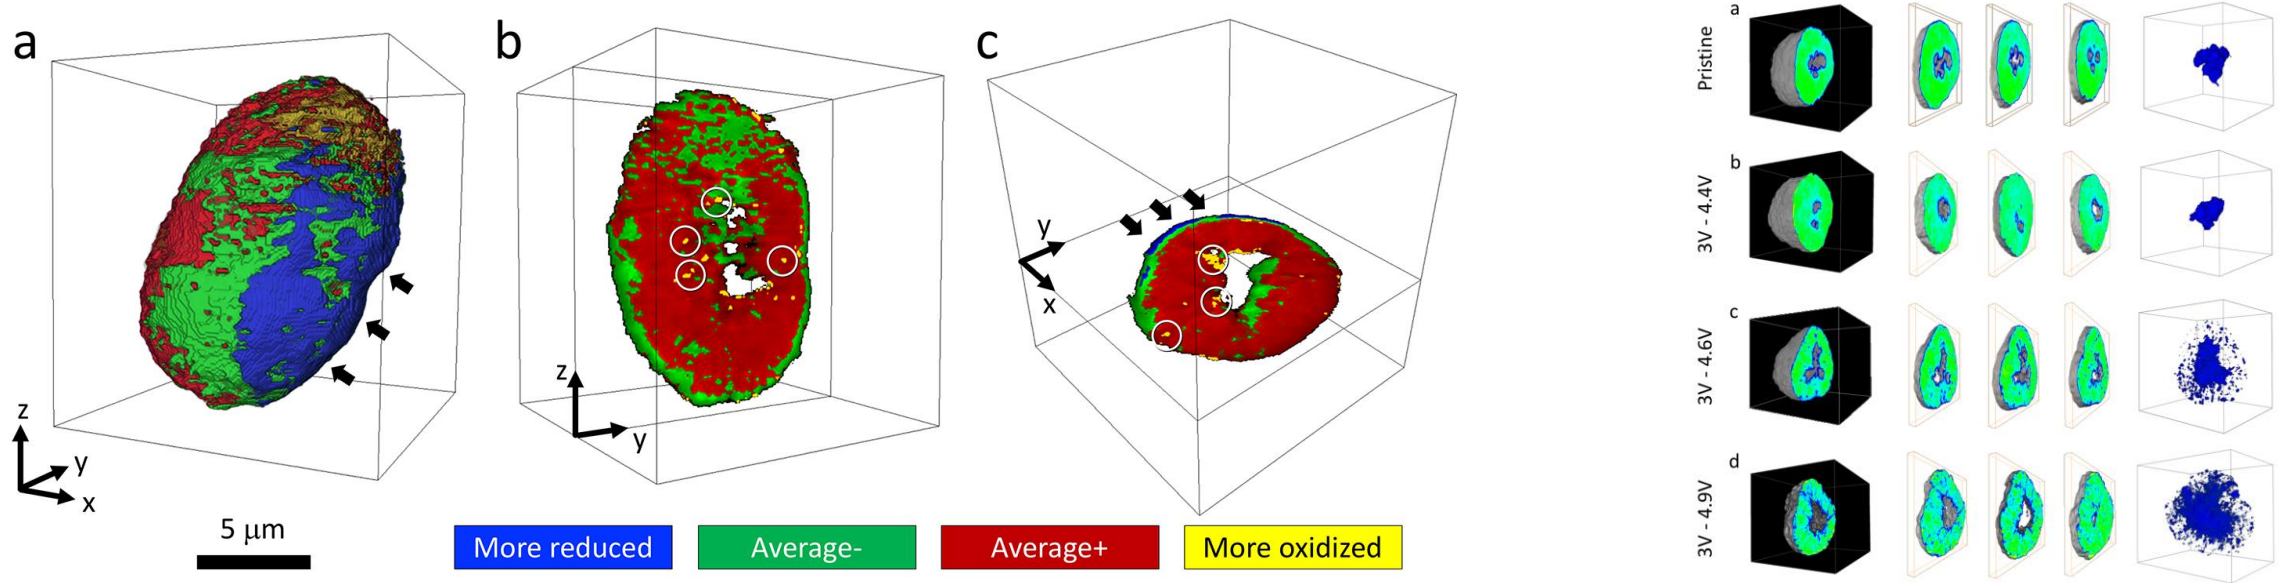 a
b
c
z
y
x
z
y
y
x
5 μm
More reduced
Average-
Average+
More oxidized
a
Pristine
b
3V - 4.4V
c
3V - 4.6V
d
3V - 4.9V